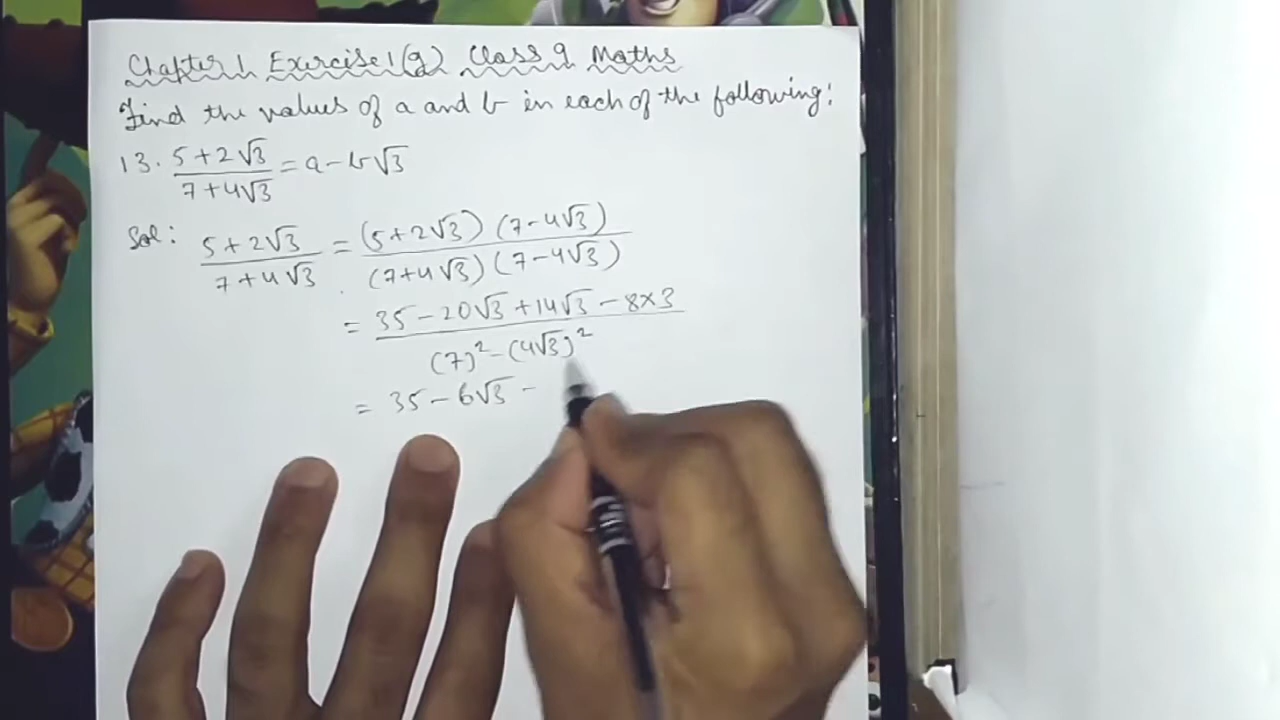 Chapter 1 Exercise 1(g) Class 9 Maths
Find the values of a and b in each of the following:
13. (5+2√3)/(7+4√3) = a-b√3
Sol: (5+2√3)/(7+4√3) = (5+2√3)(7-4√3)/(7+4√3)(7-4√3)
= (35-20√3+14√3-8×3)/((7)²-(4√3)²)
= 35-6√3-